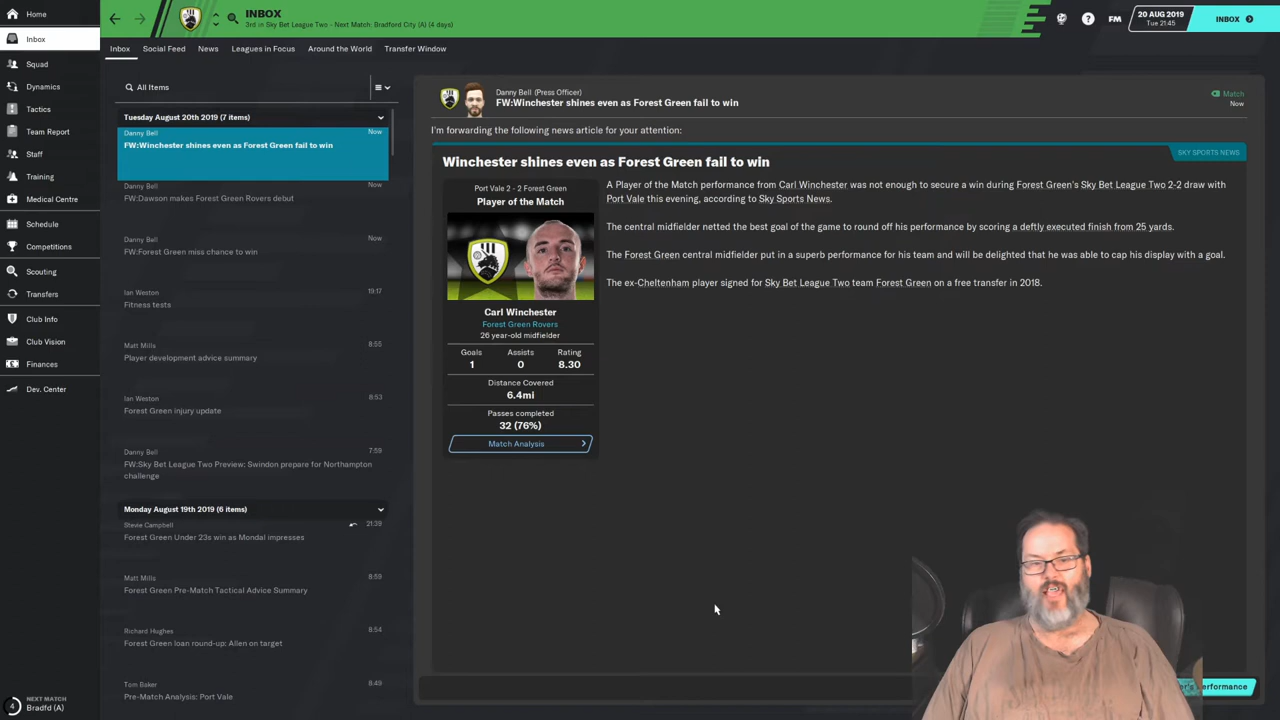 INBOX
3rd in Sky Bet League Two - Next Match: Bradford City (A) (4 days)
FM
20 AUG 2019
Tue 21:45
INBOX
Home
Inbox
Squad
Dynamics
Tactics
Team Report
Staff
Training
Medical Centre
Schedule
Competitions
Scouting
Transfers
Club Info
Club Vision
Finances
Dev. Center
4
NEXT MATCH
Bradfd (A)
Inbox Social Feed News Leagues in Focus Around the World Transfer Window
All Items
Tuesday August 20th 2019 (7 items)
Danny Bell Now
FW:Winchester shines even as Forest Green fail to win
Danny Bell Now
FW:Dawson makes Forest Green Rovers debut
Danny Bell Now
FW:Forest Green miss chance to win
Ian Weston 19:17
Fitness tests
Matt Mills 8:55
Player development advice summary
Ian Weston 8:53
Forest Green injury update
Danny Bell 7:59
FW:Sky Bet League Two Preview: Swindon prepare for Northampton
challenge
Monday August 19th 2019 (6 items)
Stevie Campbell 21:39
Forest Green Under 23s win as Mondal impresses
Matt Mills 8:59
Forest Green Pre-Match Tactical Advice Summary
Richard Hughes 8:54
Forest Green loan round-up: Allen on target
Tom Baker 8:49
Pre-Match Analysis: Port Vale
Danny Bell (Press Officer)
FW:Winchester shines even as Forest Green fail to win
Match
Now
I'm forwarding the following news article for your attention:
SKY SPORTS NEWS
Winchester shines even as Forest Green fail to win
Port Vale 2 - 2 Forest Green
Player of the Match
Carl Winchester
Forest Green Rovers
26 year-old midfielder
Goals Assists Rating
1 0 8.30
Distance Covered
6.4mi
Passes completed
32 (76%)
Match Analysis
A Player of the Match performance from Carl Winchester was not enough to secure a win during Forest Green's Sky Bet League Two 2-2 draw with
Port Vale this evening, according to Sky Sports News.
The central midfielder netted the best goal of the game to round off his performance by scoring a deftly executed finish from 25 yards.
The Forest Green central midfielder put in a superb performance for his team and will be delighted that he was able to cap his display with a goal.
The ex-Cheltenham player signed for Sky Bet League Two team Forest Green on a free transfer in 2018.
performance